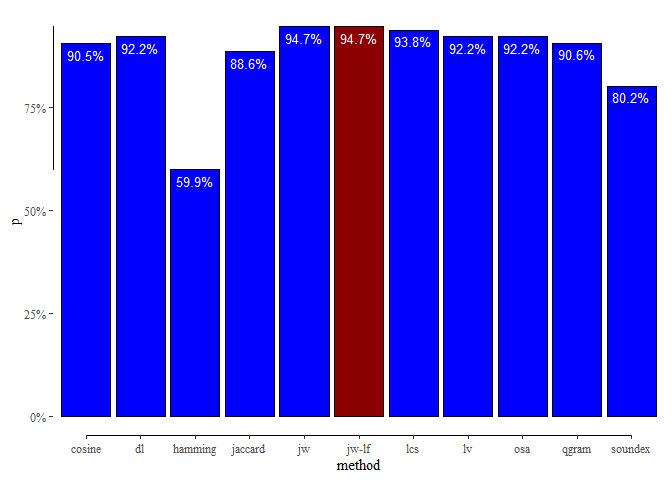 94.7% 94.7% 93.8%
90.5% 92.2% 92.2% 92.2% 90.6%
88.6%
80.2%
75%
59.9%
p
50%
25%
0%
cosine dl hamming jaccard jw jw-lf lcs lv osa qgram soundex
method